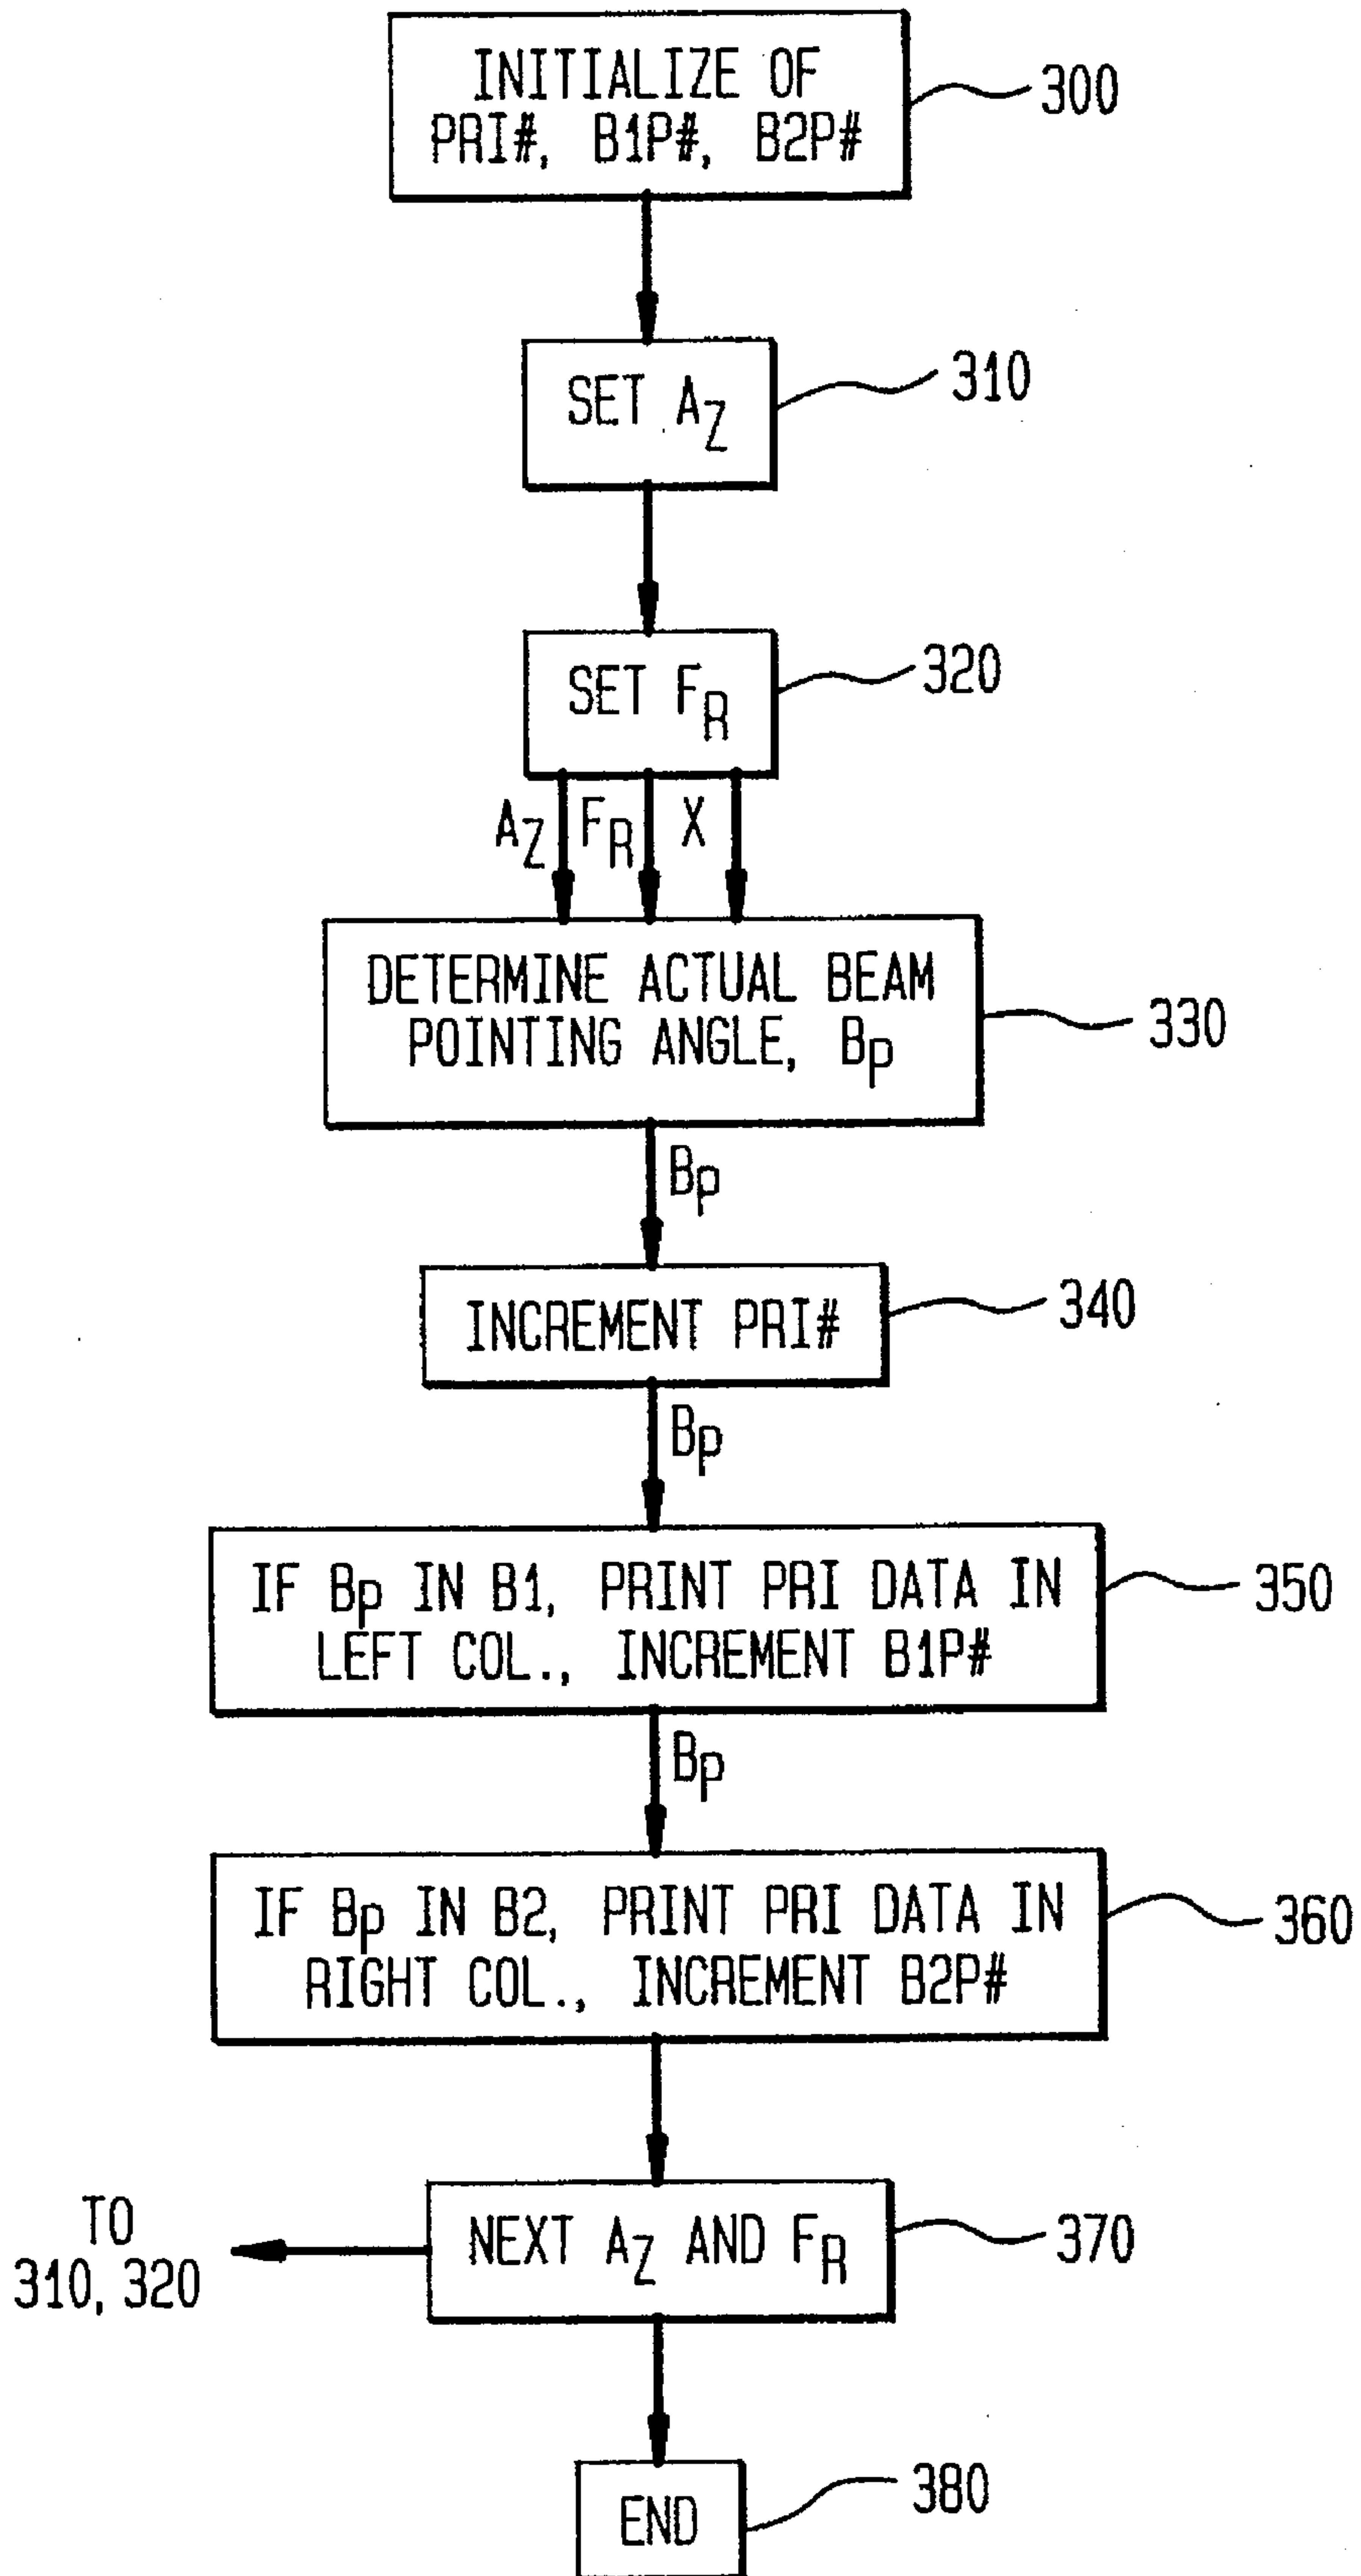 INITIALIZE OF
PRI#, B1P#, B2P#
300
SET AZ
310
SET FR
320
AZ FR X
DETERMINE ACTUAL BEAM
POINTING ANGLE, BP
330
BP
INCREMENT PRI#
340
BP
IF BP IN B1, PRINT PRI DATA IN
LEFT COL., INCREMENT B1P#
350
BP
IF BP IN B2, PRINT PRI DATA IN
RIGHT COL., INCREMENT B2P#
360
NEXT AZ AND FR
370
TO
310, 320
END
380